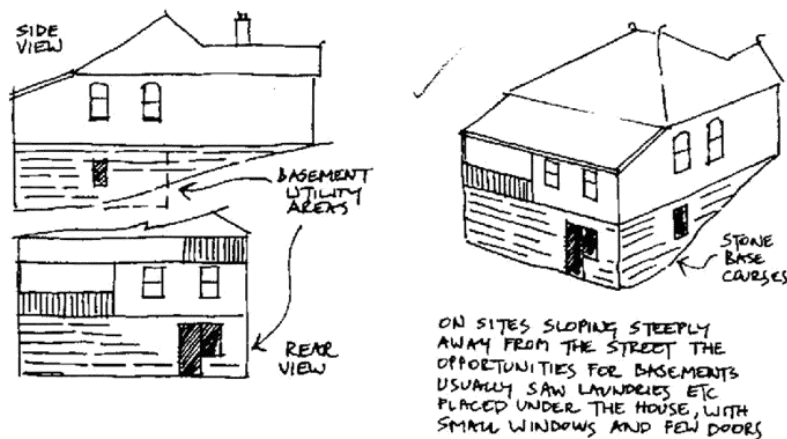 SIDE
VIEW
BASEMENT
UTILITY
AREAS
REAR
VIEW
STONE
BASE
COURSES
ON SITES SLOPING STEEPLY
AWAY FROM THE STREET THE
OPPORTUNITIES FOR BASEMENTS
USUALLY SAW LAUNDRIES ETC
PLACED UNDER THE HOUSE, WITH
SMALL WINDOWS AND FEW DOORS